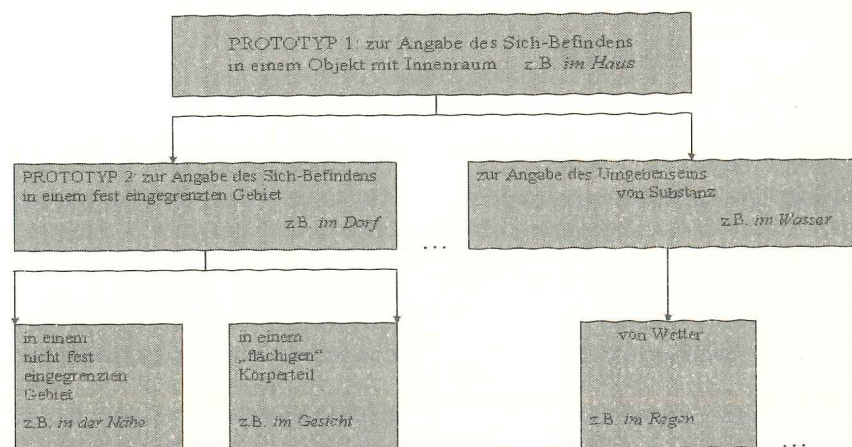 PROTOTYP 1: zur Angabe des Sich-Befindens
in einem Objekt mit Innenraum z.B. im Haus
PROTOTYP 2: zur Angabe des Sich-Befindens
in einem fest eingegrenzten Gebiet
z.B. im Dorf
...
zur Angabe des Umgebenseins
von Substanz
z.B. im Wasser
in einem
nicht fest
eingegrenzten
Gebiet
z.B. in der Nähe
in einem
„flächigen“
Körperteil
z.B. im Gesicht
von Wetter
z.B. im Regen
...